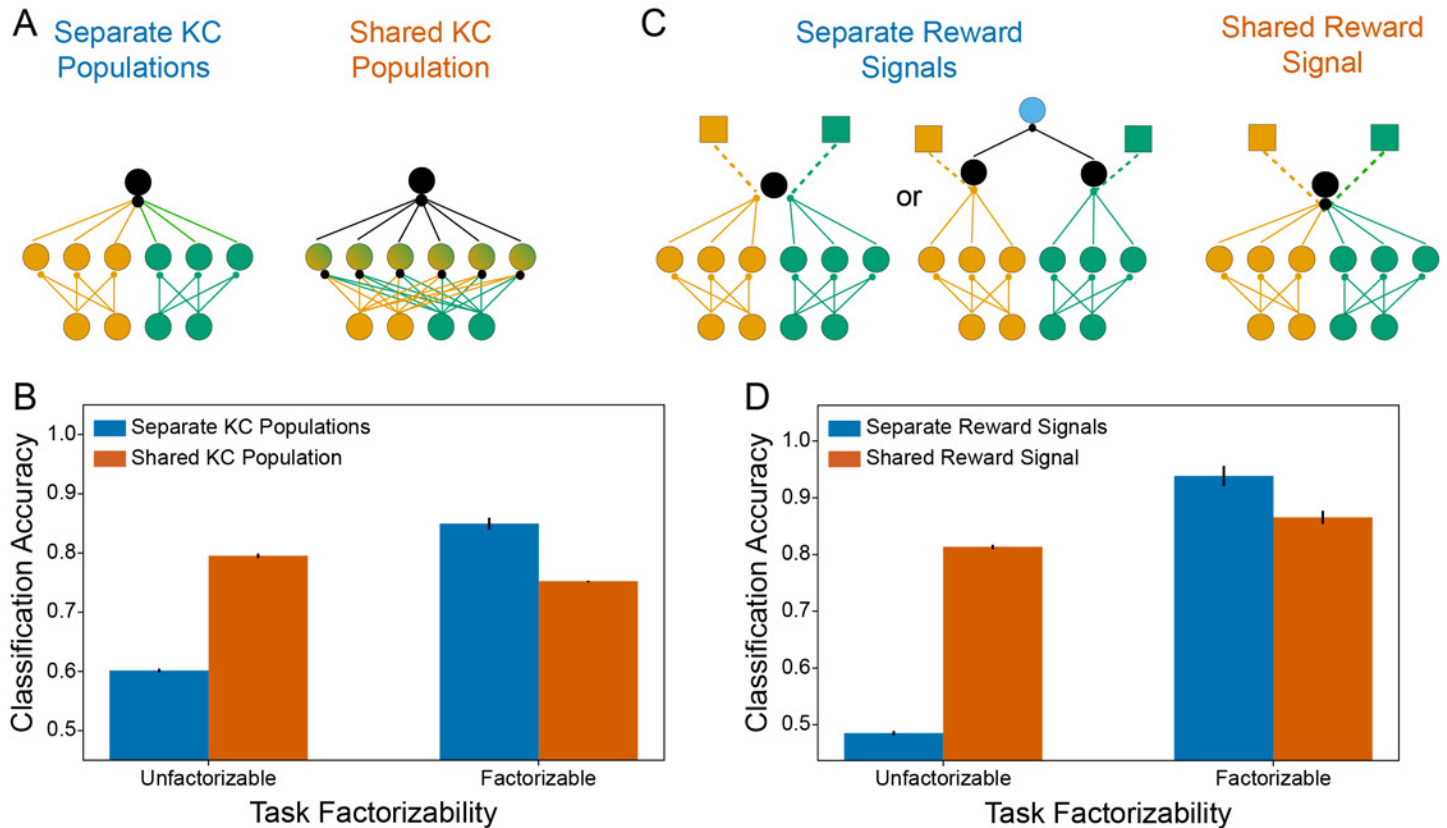 A
Separate KC
Populations
Shared KC
Population
C
Separate Reward
Signals
Shared Reward
Signal
or
B
Classification Accuracy
1.0
0.9
0.8
0.7
0.6
0.5
Separate KC Populations
Shared KC Population
Unfactorizable
Factorizable
Task Factorizability
D
Classification Accuracy
1.0
0.9
0.8
0.7
0.6
0.5
Separate Reward Signals
Shared Reward Signal
Unfactorizable
Factorizable
Task Factorizability